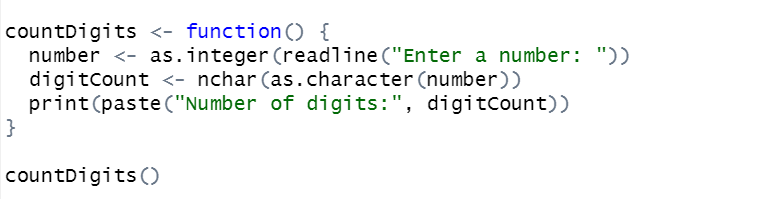 countDigits <- function() {
  number <- as.integer(readline("Enter a number: "))
  digitCount <- nchar(as.character(number))
  print(paste("Number of digits:", digitCount))
}

countDigits()